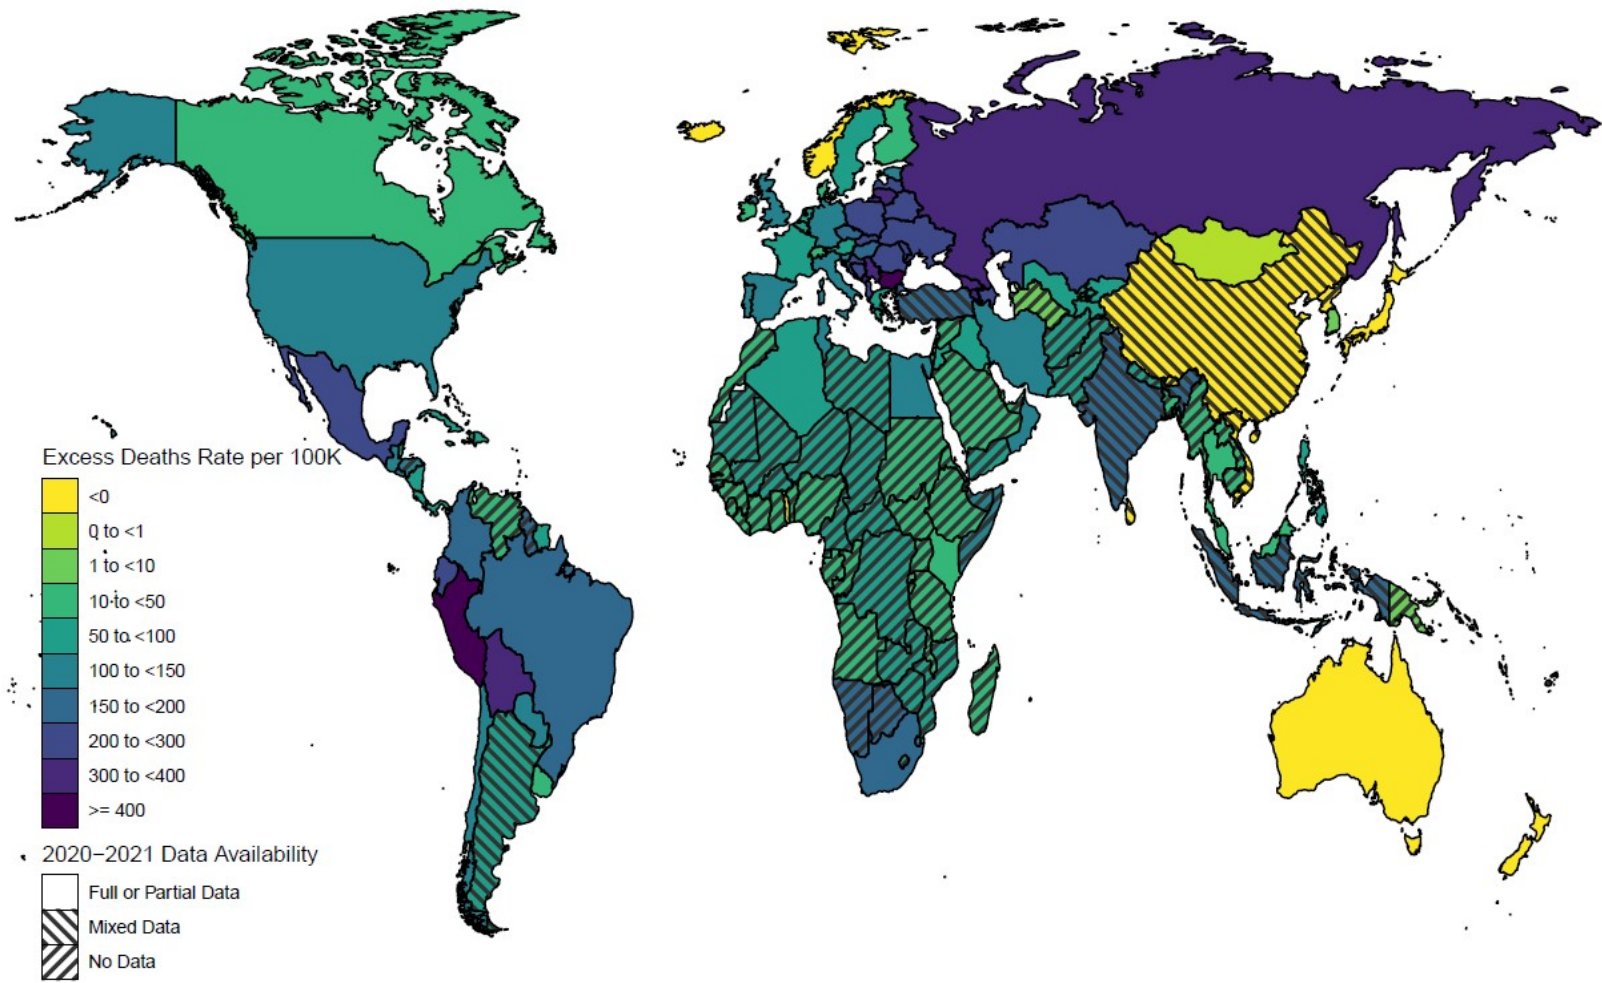 Excess Deaths Rate per 100K
<0
0 to <1
1 to <10
10 to <50
50 to <100
100 to <150
150 to <200
200 to <300
300 to <400
>= 400
2020−2021 Data Availability
Full or Partial Data
Mixed Data
No Data